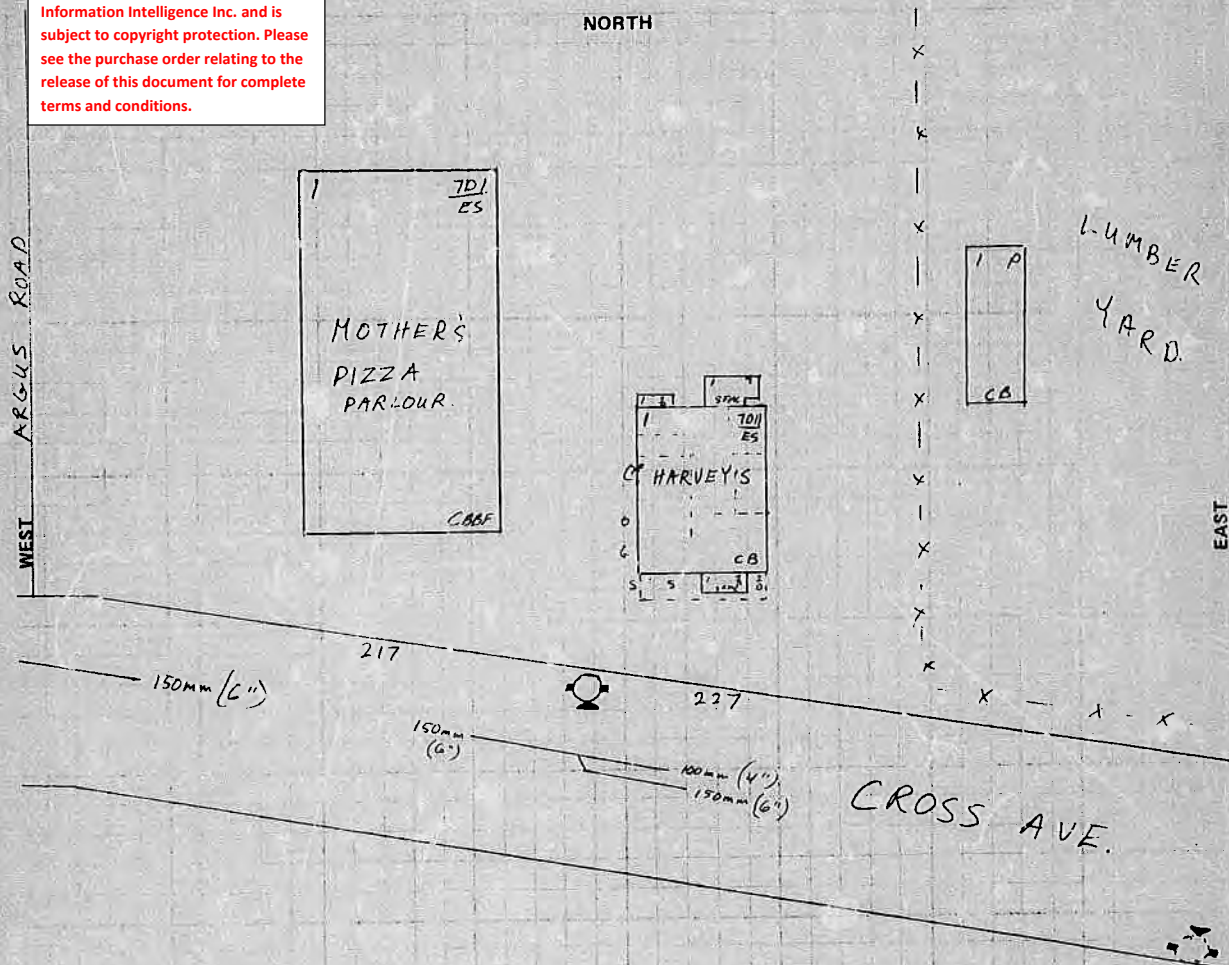 Information Intelligence Inc. and is
subject to copyright protection. Please
see the purchase order relating to the
release of this document for complete
terms and conditions.
NORTH
1
7D1.
ES
MOTHER'S
PIZZA
PARLOUR.
CBBF
ARGUS ROAD
WEST
LUMBER
YARD.
1 P
CB
1
1
1
ES
HARVEY'S
CB
S
S
EAST
217
227
150mm (6")
150mm
(6")
100mm (4")
150mm (6")
CROSS AVE.